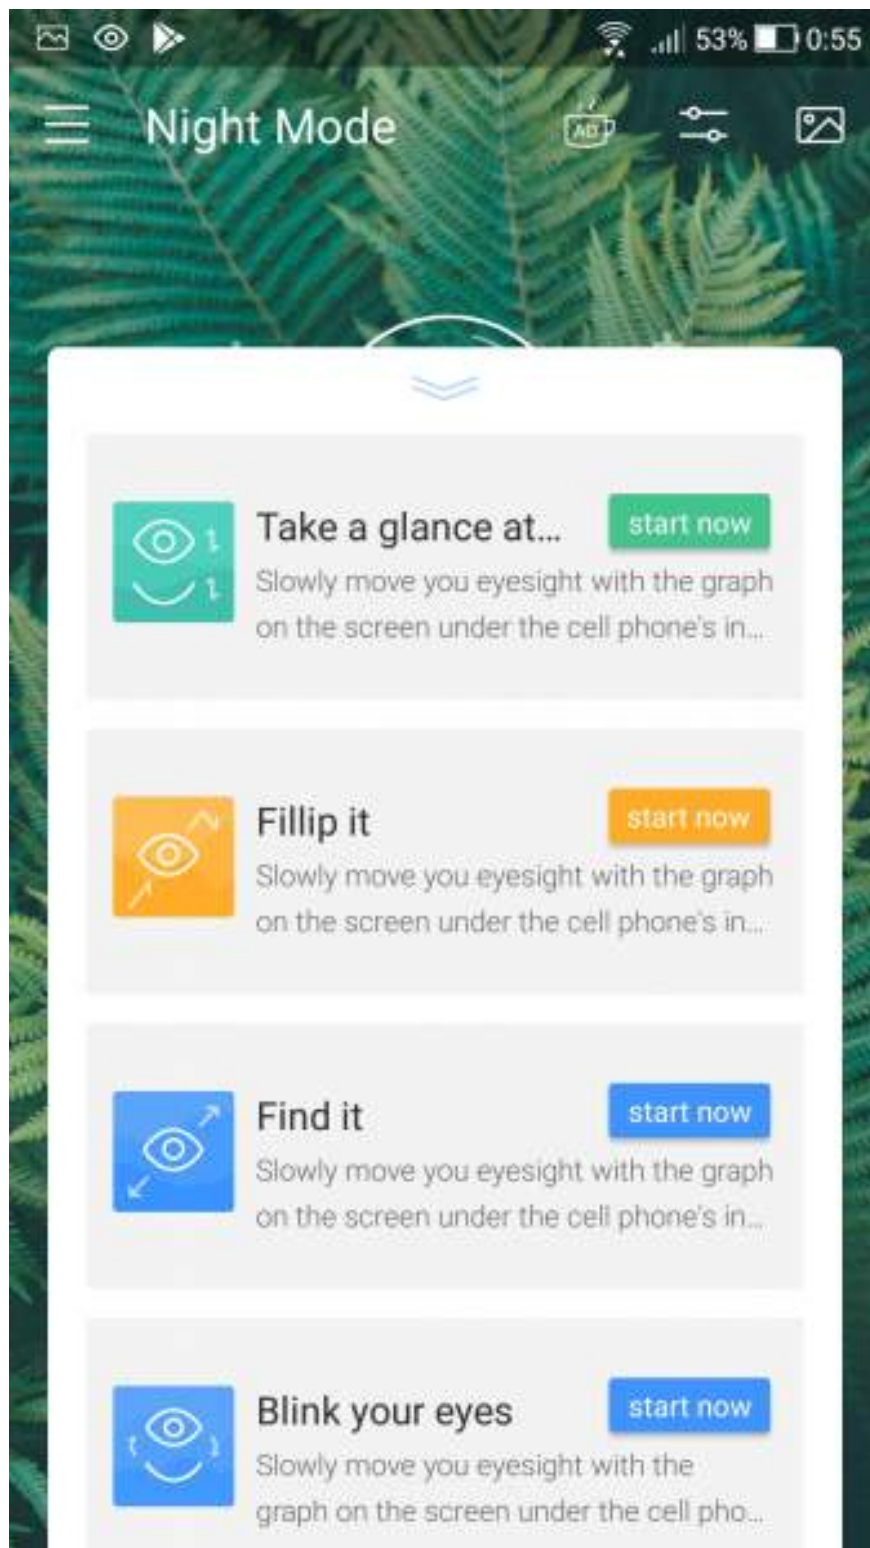 53% 0:55
Night Mode
AD
Take a glance at...
start now
Slowly move you eyesight with the graph
on the screen under the cell phone's in...
Fillip it
start now
Slowly move you eyesight with the graph
on the screen under the cell phone's in...
Find it
start now
Slowly move you eyesight with the graph
on the screen under the cell phone's in...
Blink your eyes
start now
Slowly move you eyesight with the
graph on the screen under the cell pho...